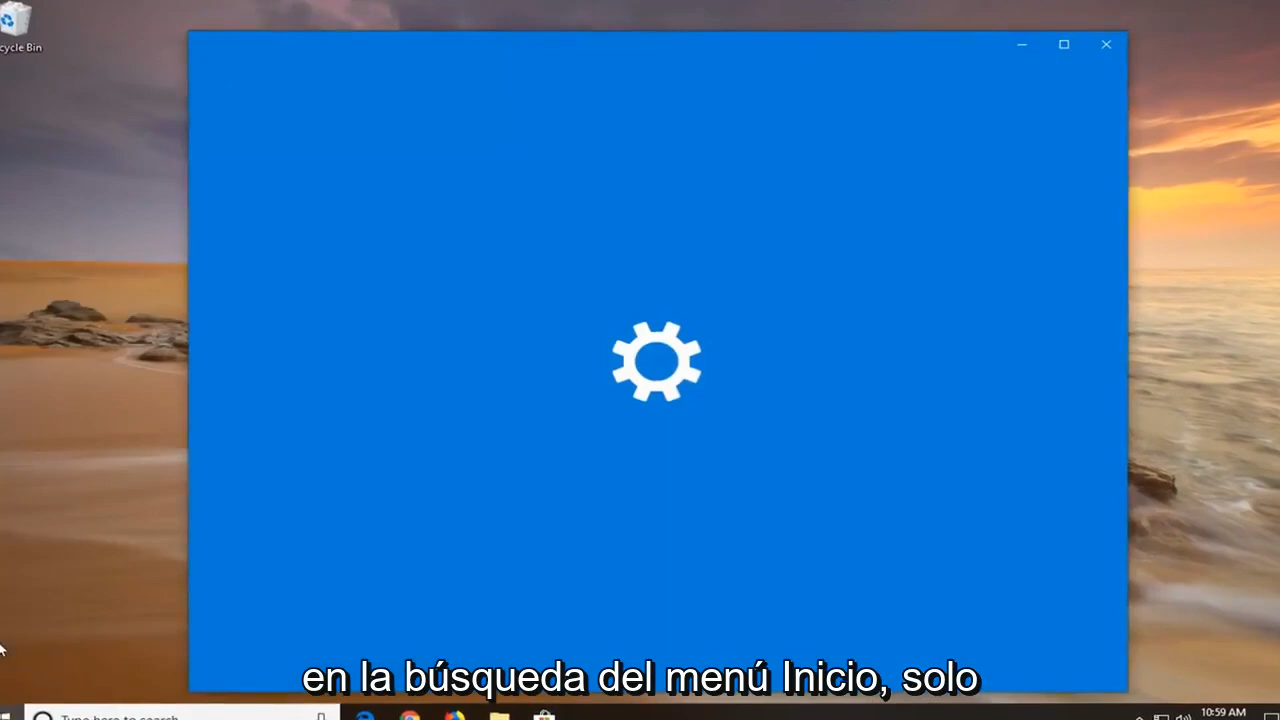 cycle Bin
en la búsqueda del menú Inicio, solo
Type here to search
10:59 AM